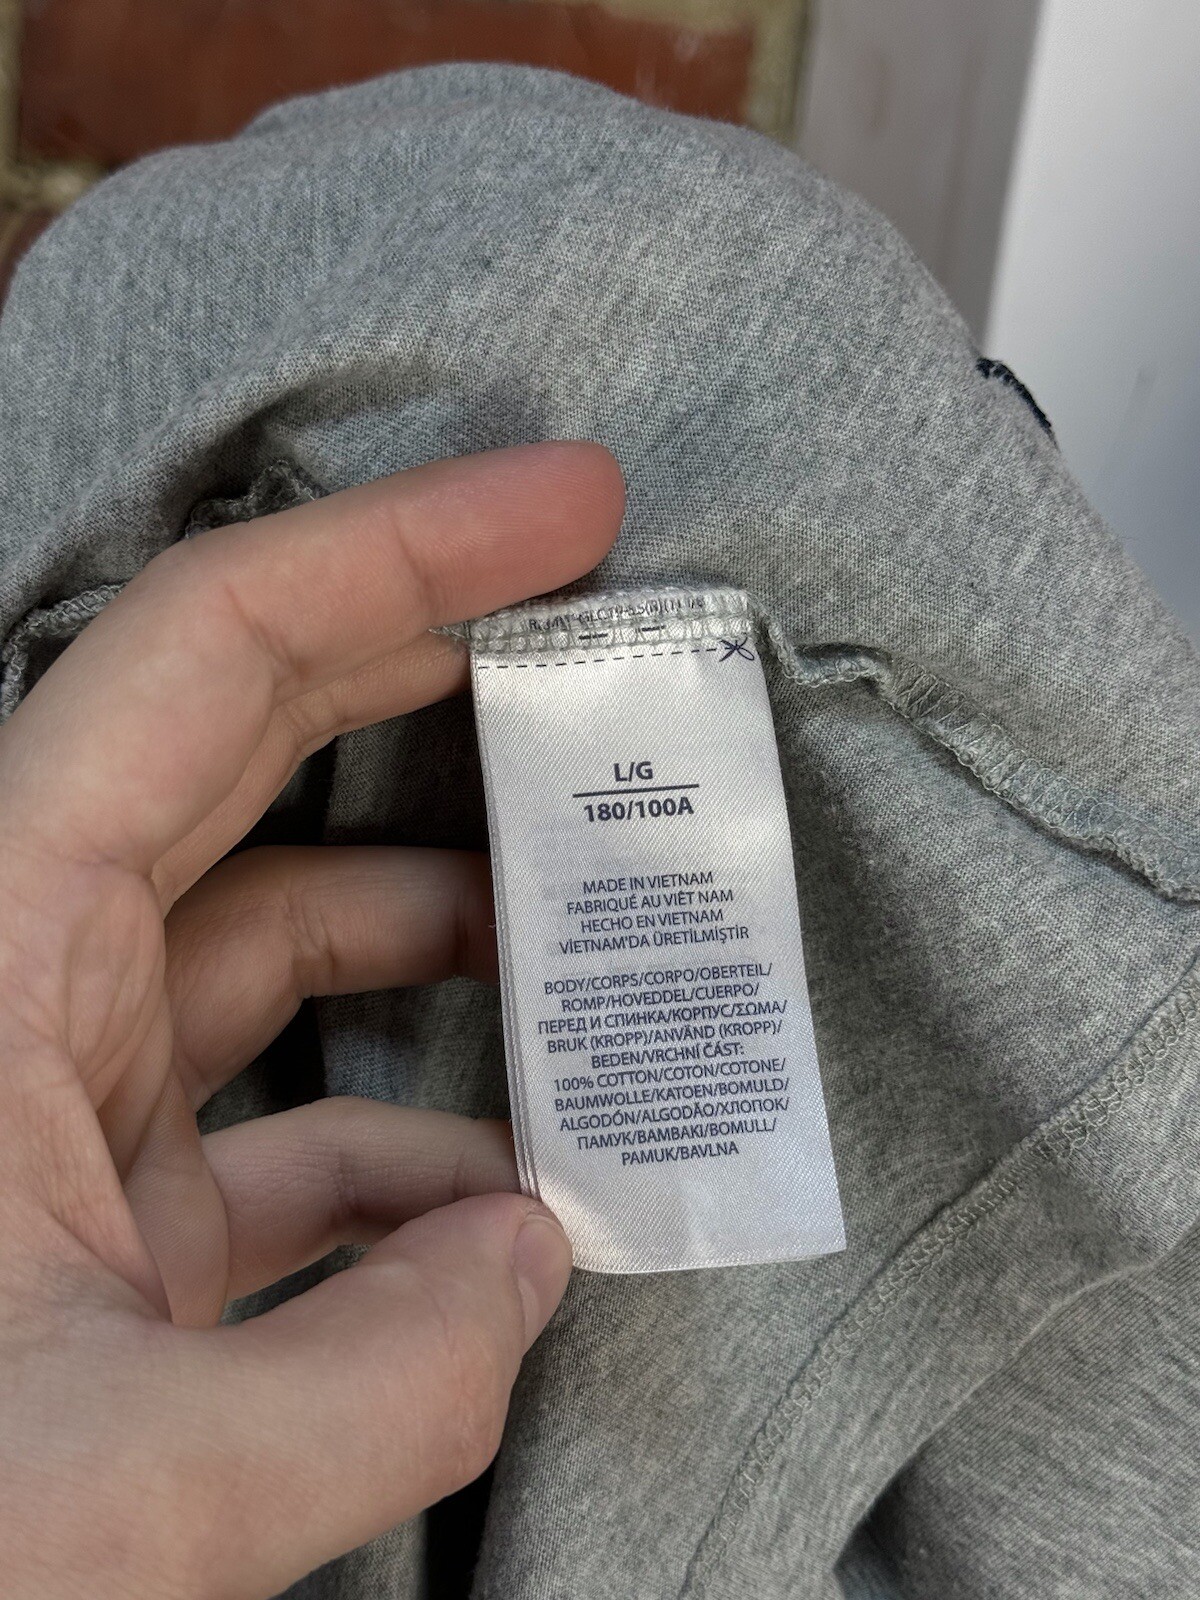 L/G
180/100A
MADE IN VIETNAM
FABRIQUÉ AU VIÊT NAM
HECHO EN VIETNAM
VİETNAM'DA ÜRETİLMİŞTİR
BODY/CORPS/CORPO/OBERTEIL/
ROMP/HOVEDDEL/CUERPO/
ПЕРЕД И СПИНКА/КОРПУС/ΣΩΜΑ/
BRUK (KROPP)/ANVÄND (KROPP)/
BEDEN/VRCHNÍ ČÁST:
100% COTTON/COTON/COTONE/
BAUMWOLLE/KATOEN/BOMULD/
ALGODÓN/ALGODÃO/ХЛОПОК/
ПАМУК/ΒΑΜΒΑΚΙ/BOMULL/
PAMUK/BAVLNA